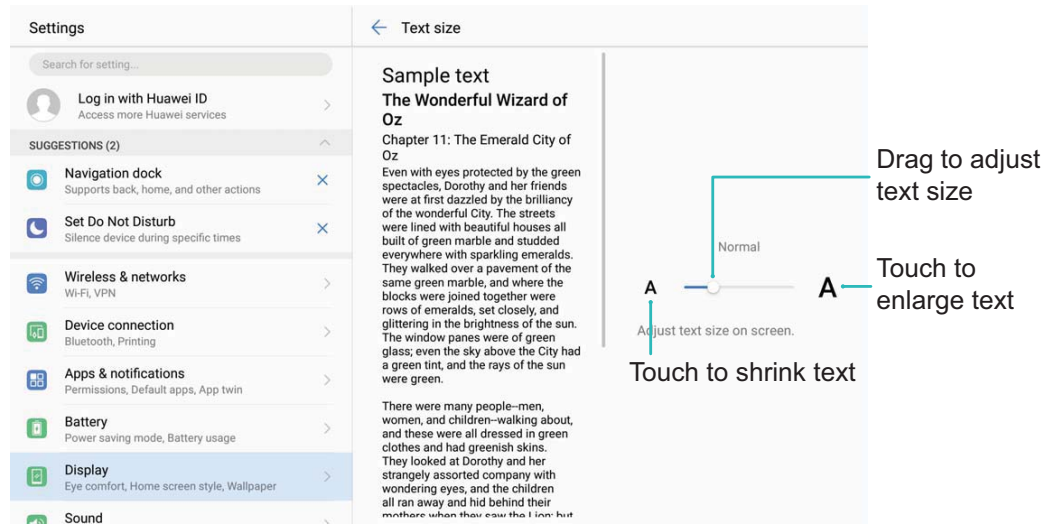 Settings
Search for setting...
Log in with Huawei ID
Access more Huawei services
SUGGESTIONS (2)
Navigation dock
Supports back, home, and other actions
Set Do Not Disturb
Silence device during specific times
Wireless & networks
Wi-Fi, VPN
Device connection
Bluetooth, Printing
Apps & notifications
Permissions, Default apps, App twin
Battery
Power saving mode, Battery usage
Display
Eye comfort, Home screen style, Wallpaper
Sound
Text size
Sample text
The Wonderful Wizard of
Oz
Chapter 11: The Emerald City of
Oz
Even with eyes protected by the green
spectacles, Dorothy and her friends
were at first dazzled by the brilliancy
of the wonderful City. The streets
were lined with beautiful houses all
built of green marble and studded
everywhere with sparkling emeralds.
They walked over a pavement of the
same green marble, and where the
blocks were joined together were
rows of emeralds, set closely, and
glittering in the brightness of the sun.
The window panes were of green
glass; even the sky above the City had
a green tint, and the rays of the sun
were green.
There were many people--men,
women, and children--walking about,
and these were all dressed in green
clothes and had greenish skins.
They looked at Dorothy and her
strangely assorted company with
wondering eyes, and the children
all ran away and hid behind their
mothers when they saw the Lion; but
Normal
A
A
Adjust text size on screen.
Drag to adjust
text size
Touch to
enlarge text
Touch to shrink text